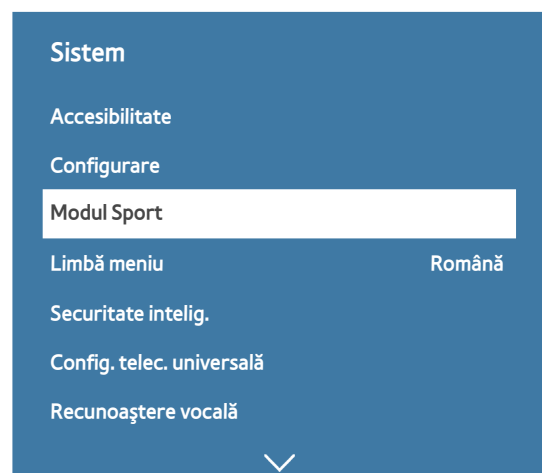 Sistem
Accesibilitate
Configurare
Modul Sport
Limbă meniu Română
Securitate intelig.
Config. telec. universală
Recunoaştere vocală